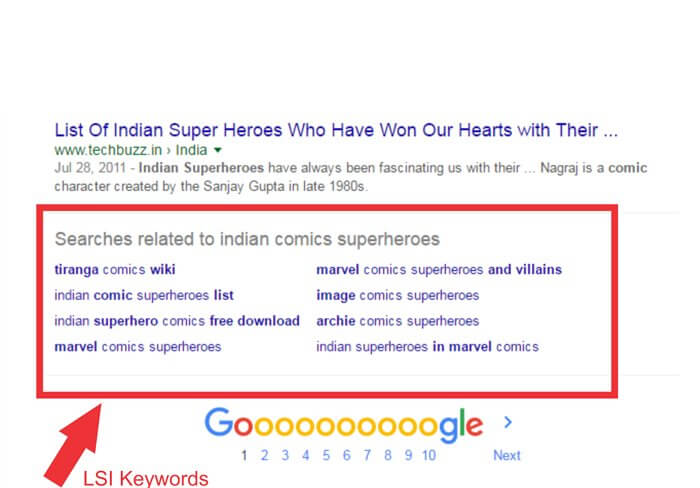 List Of Indian Super Heroes Who Have Won Our Hearts with Their ...
www.techbuzz.in › India ▼
Jul 28, 2011 - Indian Superheroes have always been fascinating us with their ... Nagraj is a comic
character created by the Sanjay Gupta in late 1980s.
Searches related to indian comics superheroes
tiranga comics wiki
indian comic superheroes list
indian superhero comics free download
marvel comics superheroes
marvel comics superheroes and villains
image comics superheroes
archie comics superheroes
indian superheroes in marvel comics
Goooooooooogle >
1 2 3 4 5 6 7 8 9 10 Next
LSI Keywords